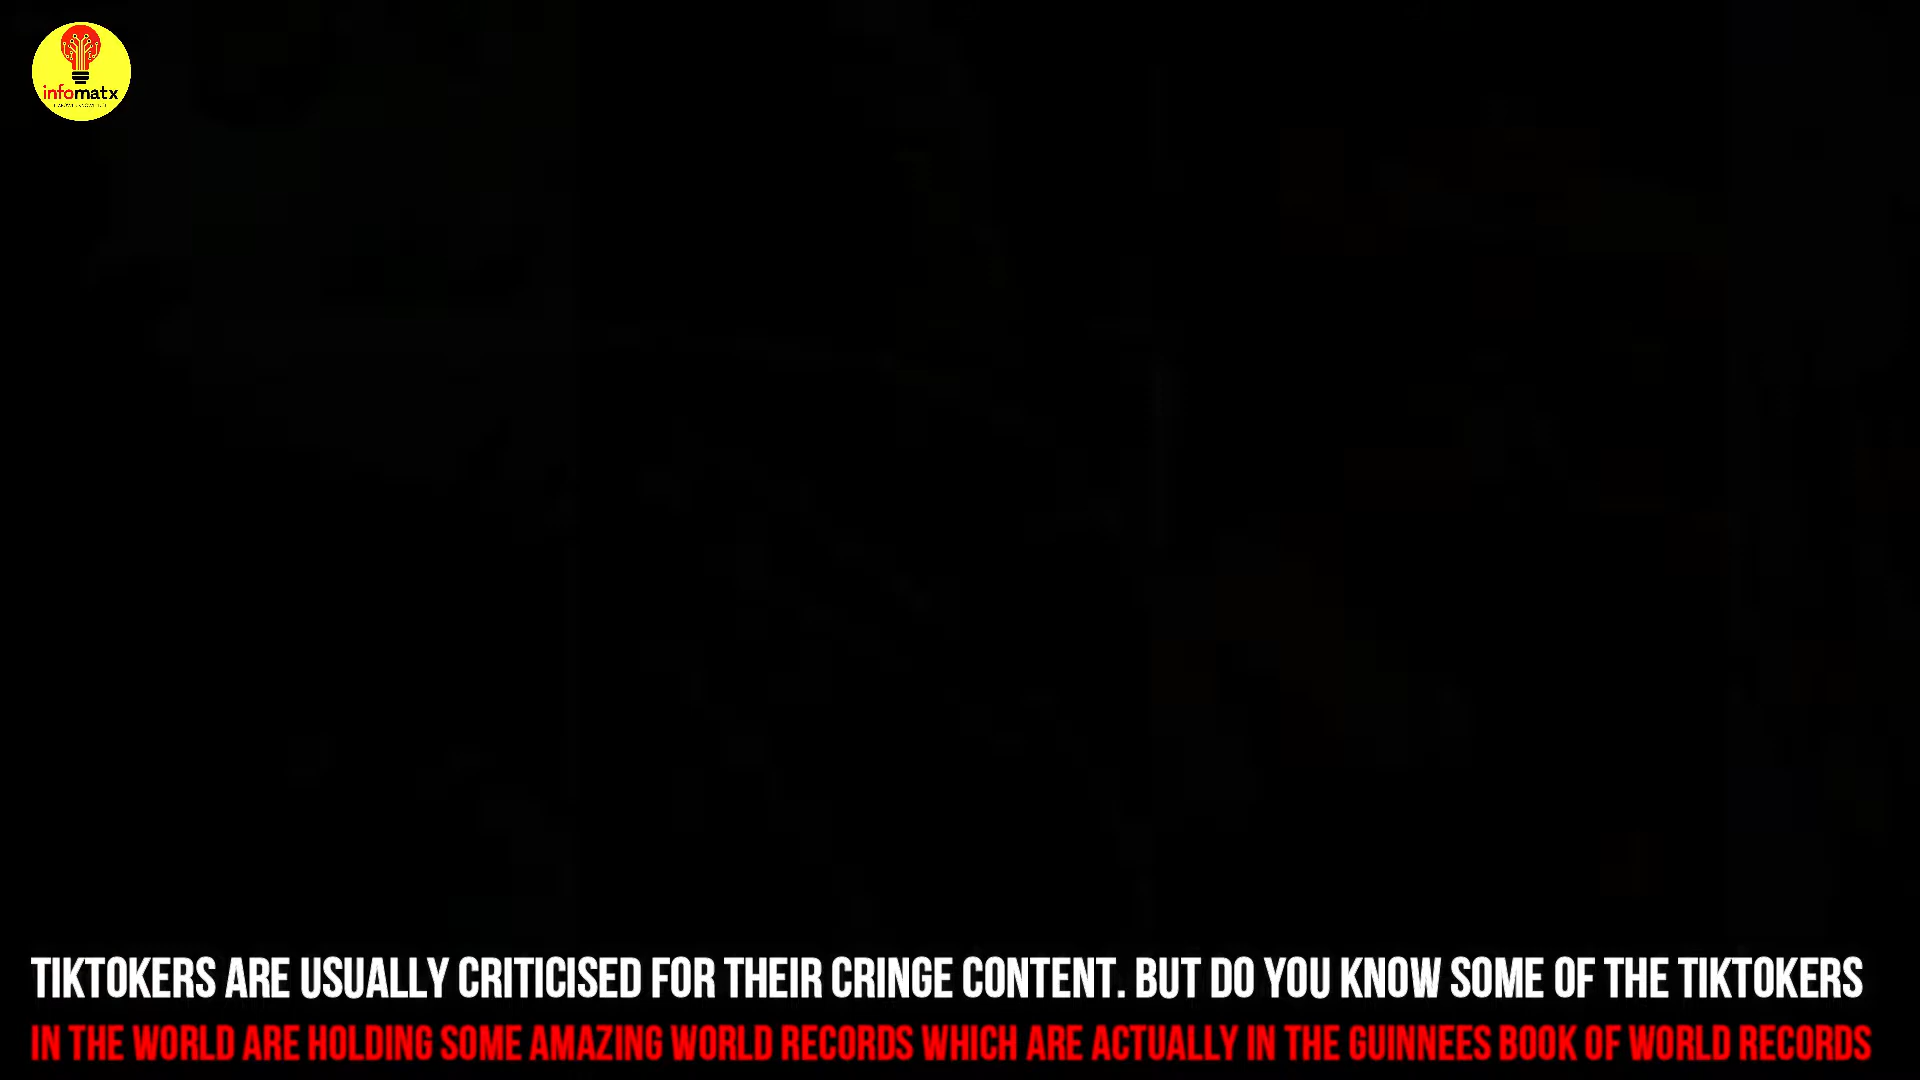 infomatx
TIKTOKERS ARE USUALLY CRITICISED FOR THEIR CRINGE CONTENT. BUT DO YOU KNOW SOME OF THE TIKTOKERS
IN THE WORLD ARE HOLDING SOME AMAZING WORLD RECORDS WHICH ARE ACTUALLY IN THE GUINNEES BOOK OF WORLD RECORDS